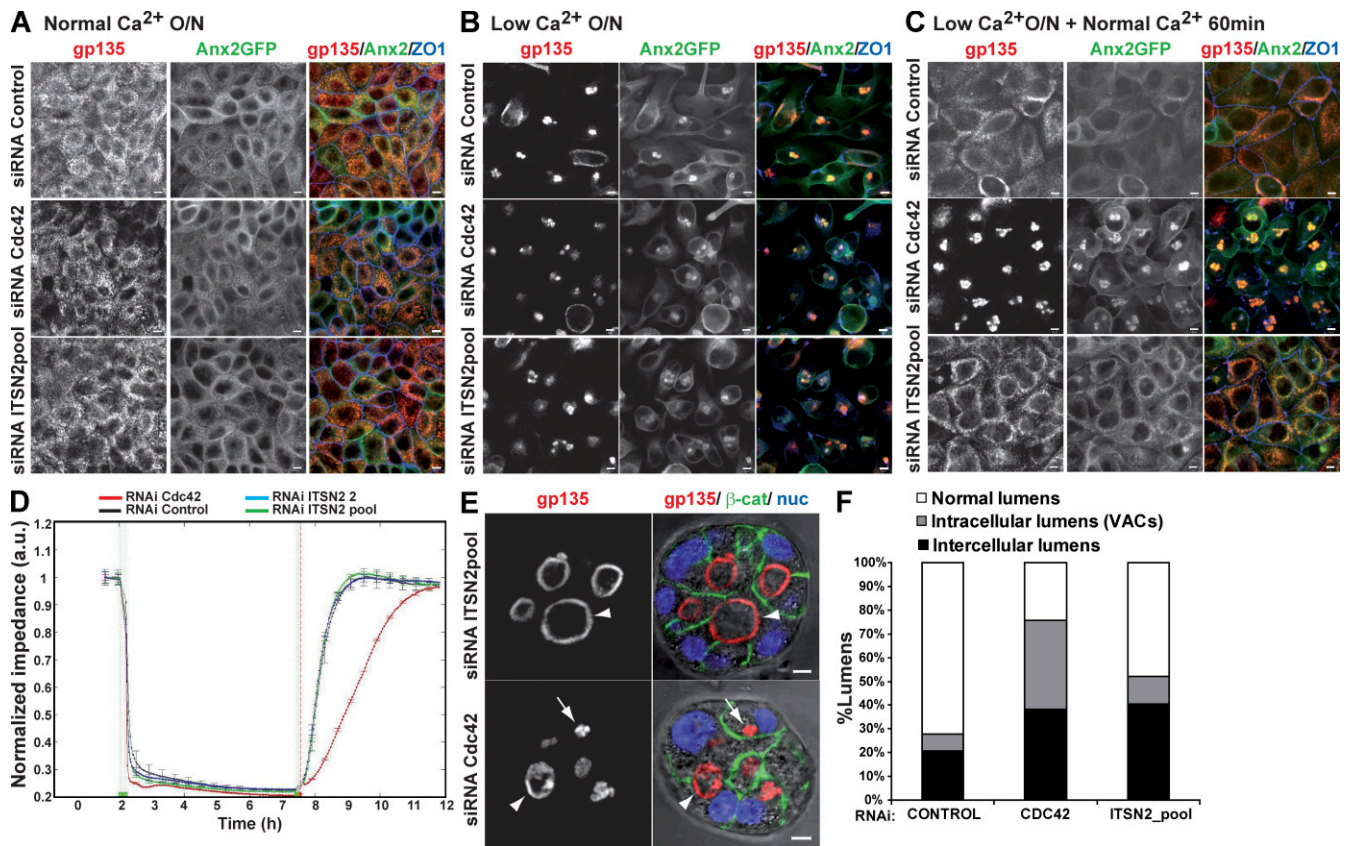 A Normal Ca2+ O/N
gp135 Anx2GFP gp135/Anx2/ZO1
siRNA Control
siRNA Cdc42
siRNA ITSN2pool
B Low Ca2+ O/N
gp135 Anx2GFP gp135/Anx2/ZO1
siRNA Control
siRNA Cdc42
siRNA ITSN2pool
C Low Ca2+O/N + Normal Ca2+ 60min
gp135 Anx2GFP gp135/Anx2/ZO1
siRNA Control
siRNA Cdc42
siRNA ITSN2pool
D
RNAi Cdc42 RNAi ITSN2 2
RNAi Control RNAi ITSN2 pool
Normalized impedance (a.u.)
1.2
1.1
1
0.9
0.8
0.7
0.6
0.5
0.4
0.3
0.2
0 2 3 4 5 6 7 8 9 10 11 12
Time (h)
E
gp135 gp135/ β-cat/ nuc
siRNA ITSN2pool
siRNA Cdc42
F
Normal lumens
Intracellular lumens (VACs)
Intercellular lumens
%Lumens
100%
90%
80%
70%
60%
50%
40%
30%
20%
10%
0%
RNAi: CONTROL CDC42 ITSN2_pool